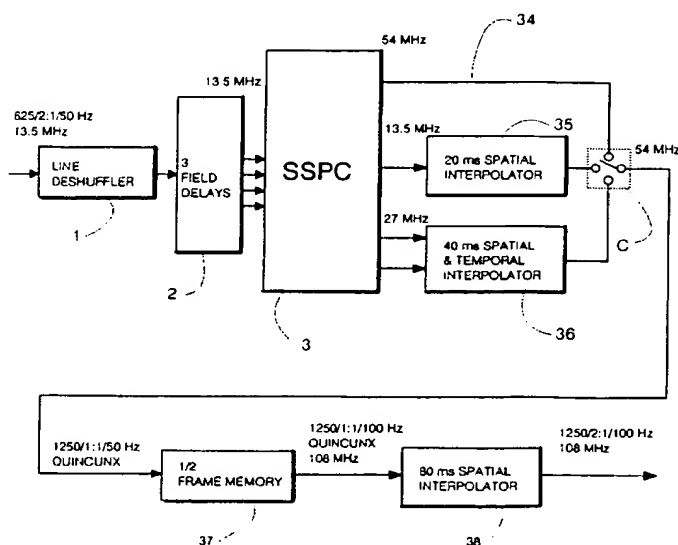 54 MHz
34
13.5 MHz
625/2:1/50 Hz
13.5 MHz
LINE
DESHUFFLER
1
3
FIELD
DELAYS
2
SSPC
3
13.5 MHz
35
20 ms SPATIAL
INTERPOLATOR
27 MHz
40 ms SPATIAL
& TEMPORAL
INTERPOLATOR
36
54 MHz
C
1250/1:1/50 Hz
QUINCUNX
1/2
FRAME MEMORY
37
1250/1:1/100 Hz
QUINCUNX
108 MHz
80 ms SPATIAL
INTERPOLATOR
38
1250/2:1/100 Hz
108 MHz